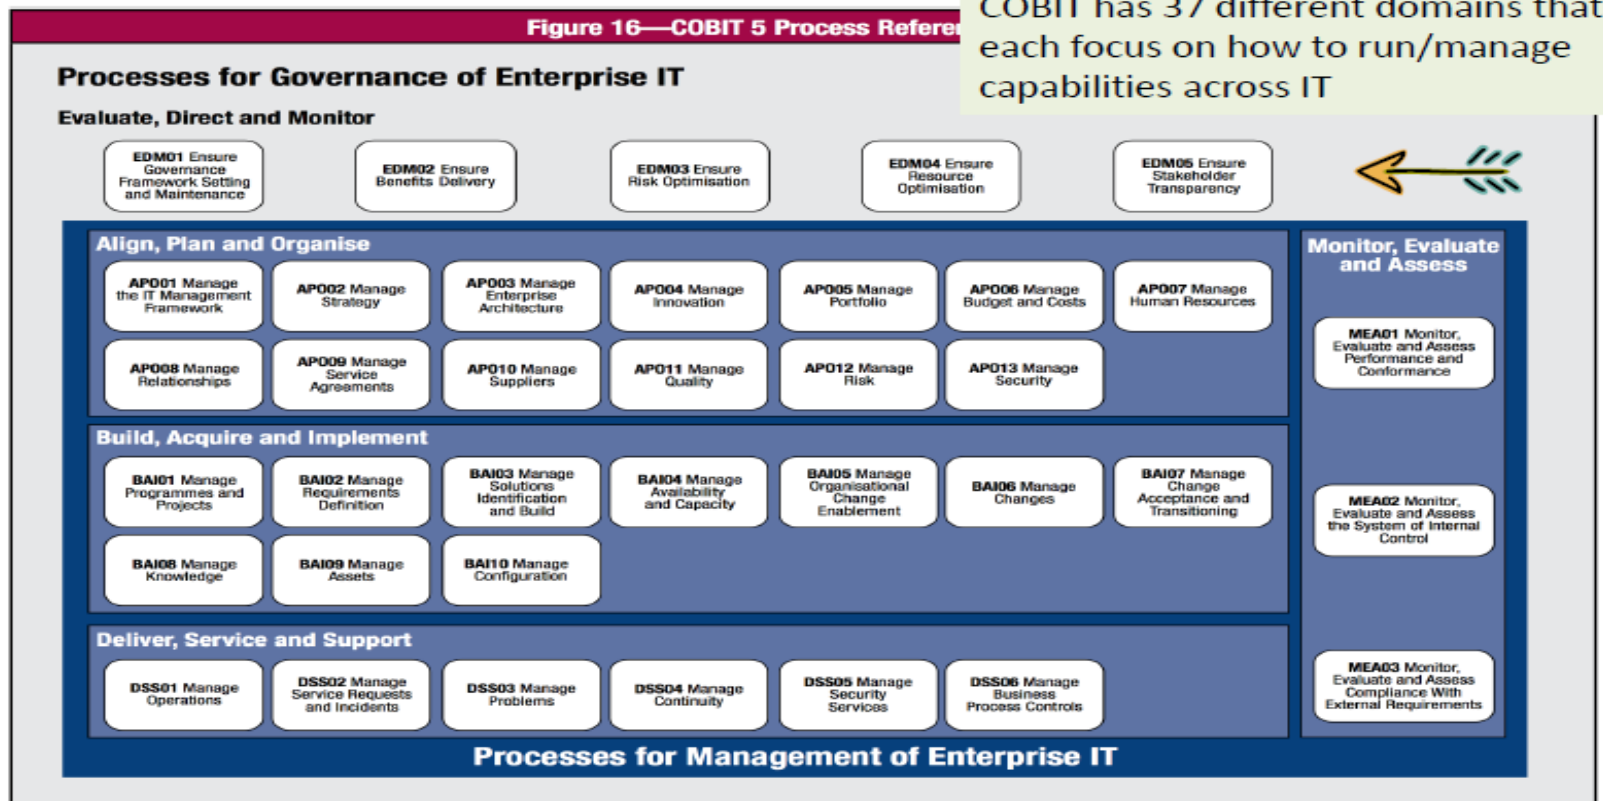 COBIT has 37 different domains that
each focus on how to run/manage
capabilities across IT
Figure 16—COBIT 5 Process Refere
Processes for Governance of Enterprise IT
Evaluate, Direct and Monitor
EDM01 Ensure
Governance
Framework Setting
and Maintenance
EDM02 Ensure
Benefits Delivery
EDM03 Ensure
Risk Optimisation
EDM04 Ensure
Resource
Optimisation
EDM05 Ensure
Stakeholder
Transparency
Align, Plan and Organise
APO01 Manage
the IT Management
Framework
APO02 Manage
Strategy
APO03 Manage
Enterprise
Architecture
APO04 Manage
Innovation
APO05 Manage
Portfolio
APO06 Manage
Budget and Costs
APO07 Manage
Human Resources
APO08 Manage
Relationships
APO09 Manage
Service
Agreements
APO10 Manage
Suppliers
APO11 Manage
Quality
APO12 Manage
Risk
APO13 Manage
Security
Build, Acquire and Implement
BAI01 Manage
Programmes and
Projects
BAI02 Manage
Requirements
Definition
BAI03 Manage
Solutions
Identification
and Build
BAI04 Manage
Availability
and Capacity
BAI05 Manage
Organisational
Change
Enablement
BAI06 Manage
Changes
BAI07 Manage
Change
Acceptance and
Transitioning
BAI08 Manage
Knowledge
BAI09 Manage
Assets
BAI10 Manage
Configuration
Deliver, Service and Support
DSS01 Manage
Operations
DSS02 Manage
Service Requests
and Incidents
DSS03 Manage
Problems
DSS04 Manage
Continuity
DSS05 Manage
Security
Services
DSS06 Manage
Business
Process Controls
Monitor, Evaluate
and Assess
MEA01 Monitor,
Evaluate and Assess
Performance and
Conformance
MEA02 Monitor,
Evaluate and Assess
the System of Internal
Control
MEA03 Monitor,
Evaluate and Assess
Compliance With
External Requirements
Processes for Management of Enterprise IT